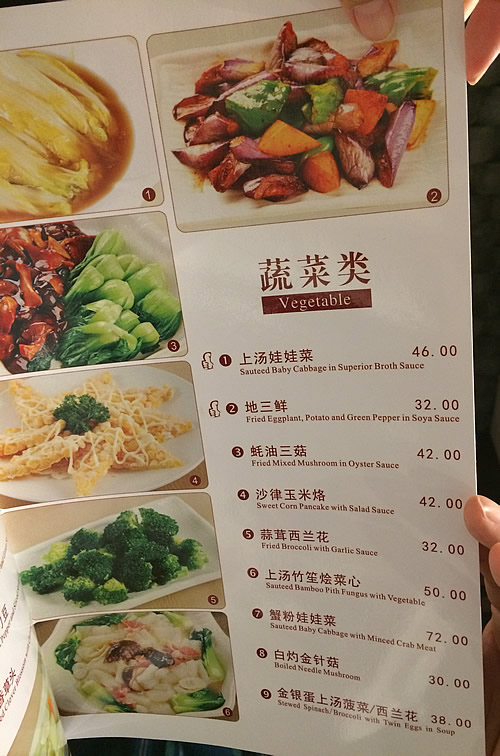 蔬菜类
Vegetable
1 上汤娃娃菜 46.00
Sauteed Baby Cabbage in Superior Broth Sauce
2 地三鲜 32.00
Fried Eggplant, Potato and Green Pepper in Soya Sauce
3 蚝油三菇 42.00
Fried Mixed Mushroom in Oyster Sauce
4 沙律玉米烙 42.00
Sweet Corn Pancake with Salad Sauce
5 蒜茸西兰花 32.00
Fried Broccoli with Garlic Sauce
6 上汤竹笙烩菜心 50.00
Sauteed Bamboo Pith Fungus with Vegetable
7 蟹粉娃娃菜 72.00
Sauteed Baby Cabbage with Minced Crab Meat
8 白灼金针菇 30.00
Boiled Needle Mushroom
9 金银蛋上汤菠菜/西兰花 38.00
Stewed Spinach/Broccoli with Twin Eggs in Soup
1
2
3
4
5
6